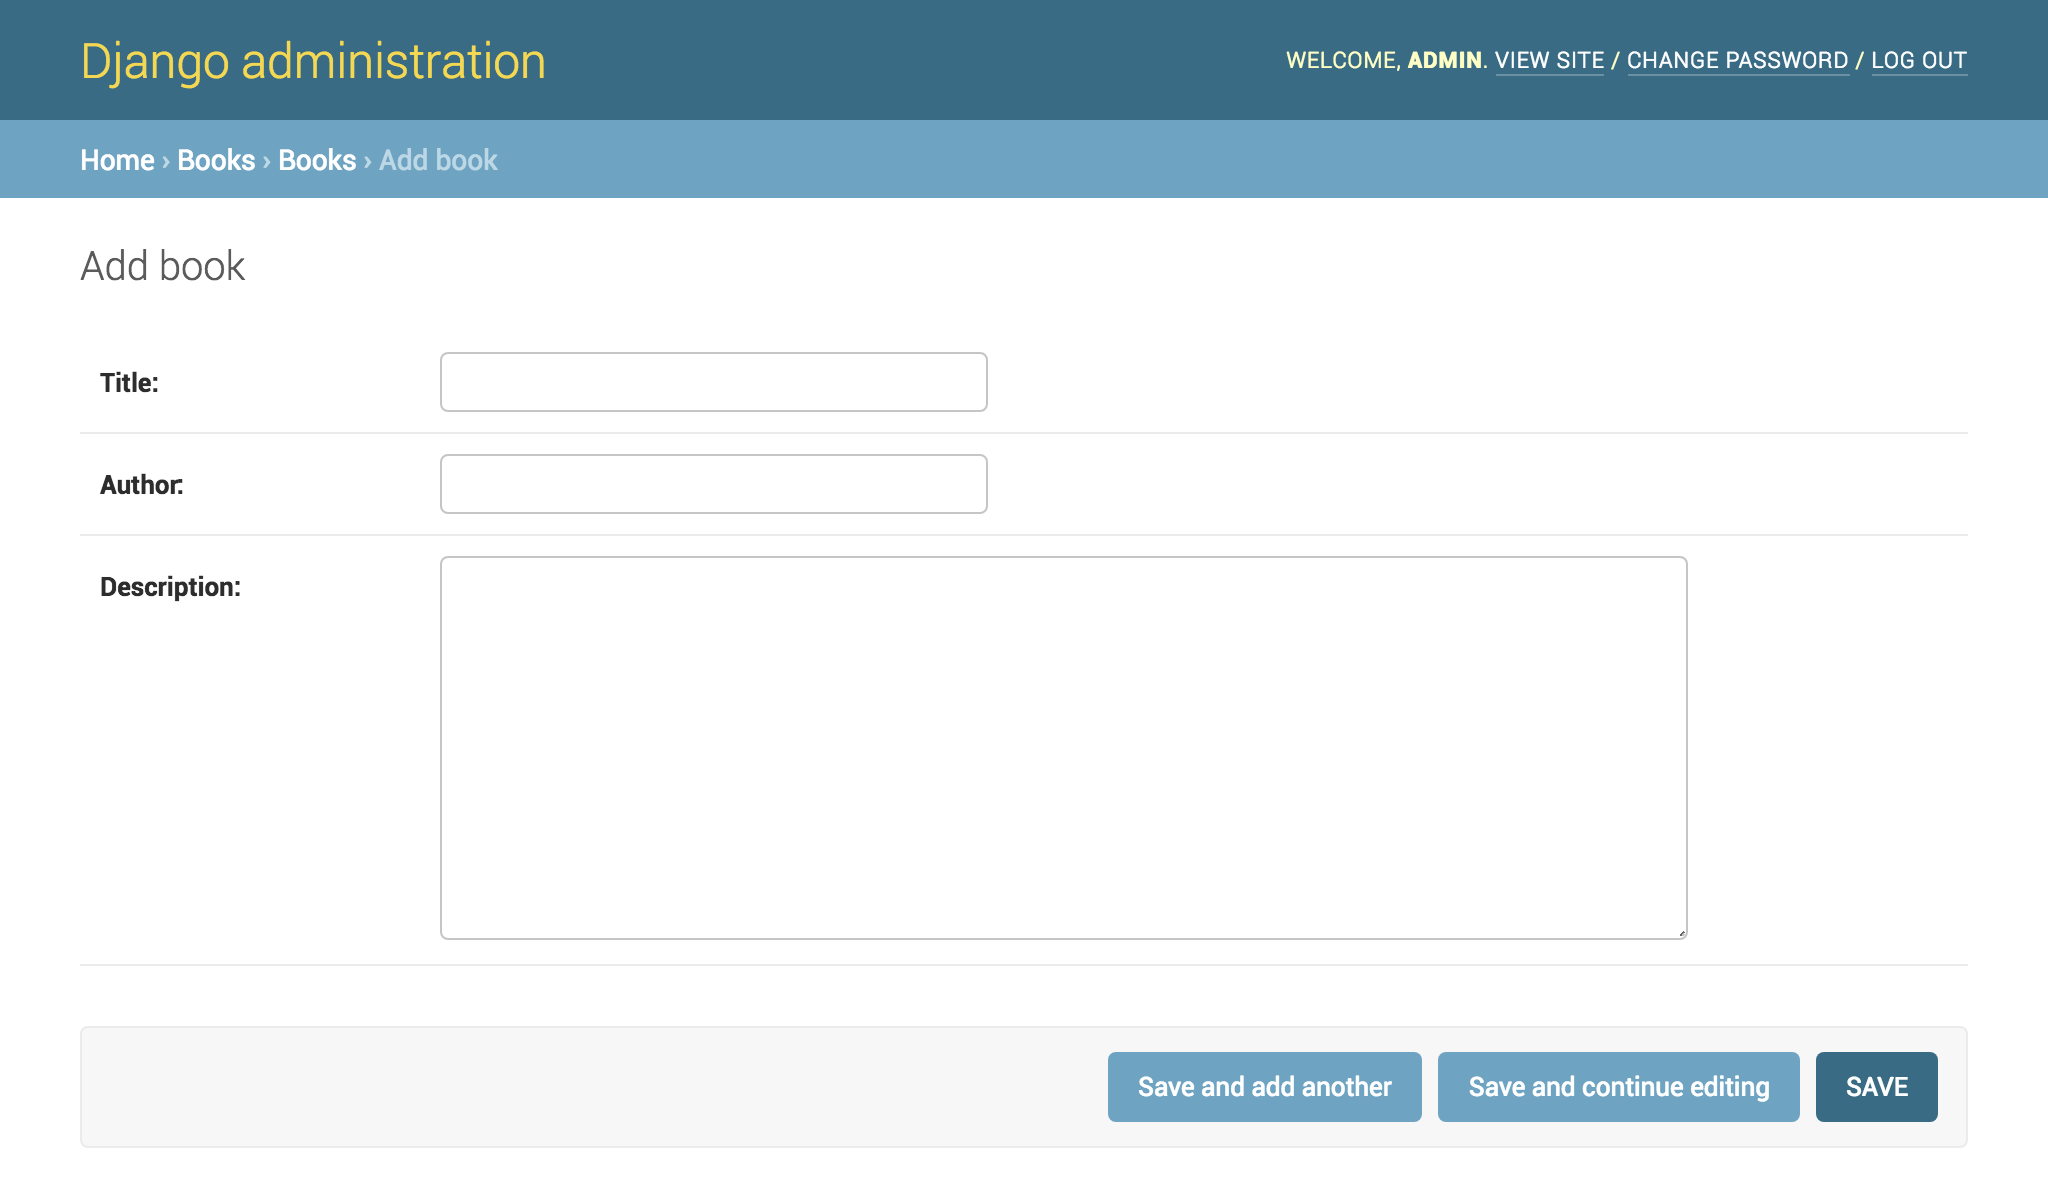 Django administration
WELCOME, ADMIN. VIEW SITE / CHANGE PASSWORD / LOG OUT
Home › Books › Books › Add book
Add book
Title:
Author:
Description:
Save and add another
Save and continue editing
SAVE